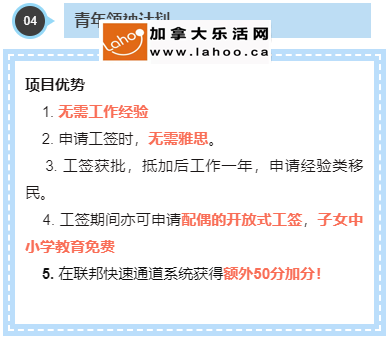 04
青年领袖计划
Lahoo
加拿大乐活网
www.lahoo.ca
项目优势
1. 无需工作经验
2. 申请工签时，无需雅思。
3. 工签获批，抵加后工作一年，申请经验类移
民。
4. 工签期间亦可申请配偶的开放式工签，子女中
小学教育免费
5. 在联邦快速通道系统获得额外50分加分！